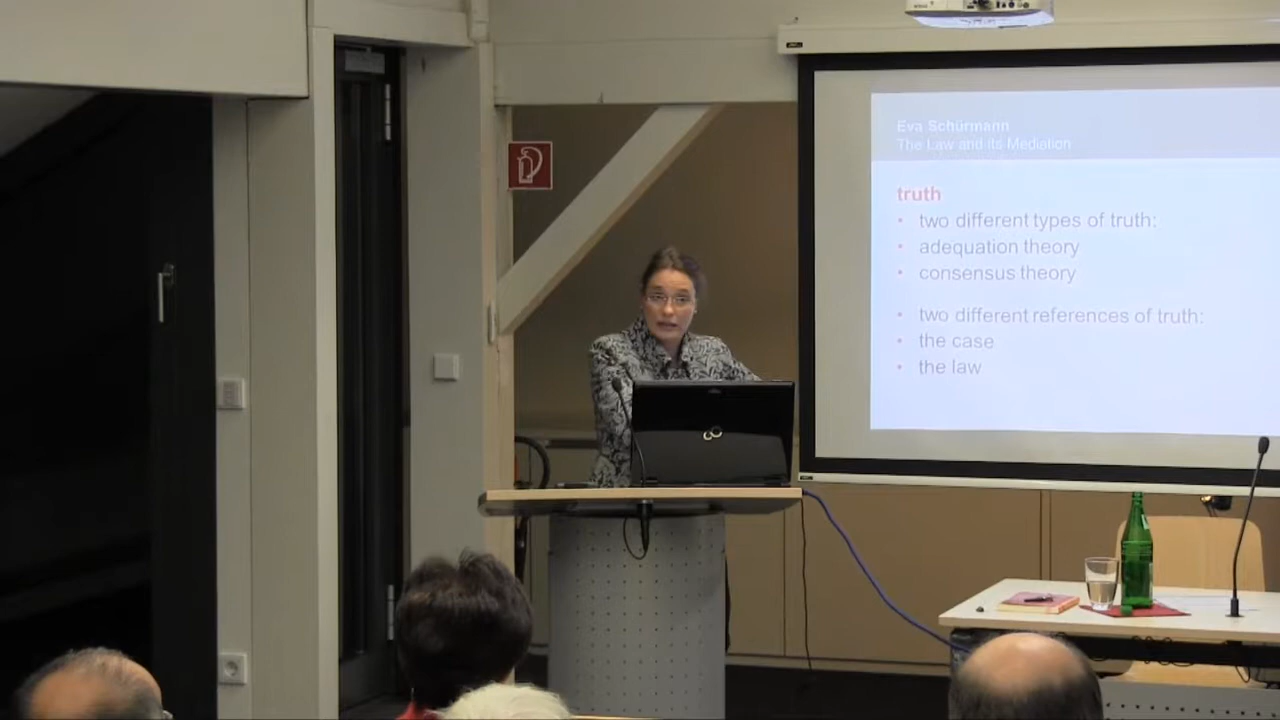 Eva Schürmann
The Law and its Mediation
truth
• two different types of truth:
• adequation theory
• consensus theory
• two different references of truth:
• the case
• the law